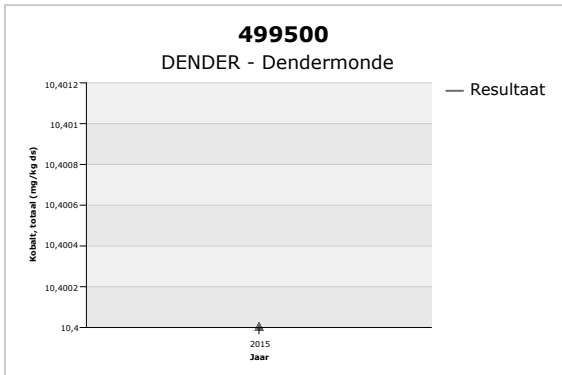 499500
DENDER - Dendermonde
Resultaat
10,4012
10,401
10,4008
10,4006
10,4004
10,4002
10,4
Kobalt, totaal (mg/kg ds)
2015
Jaar